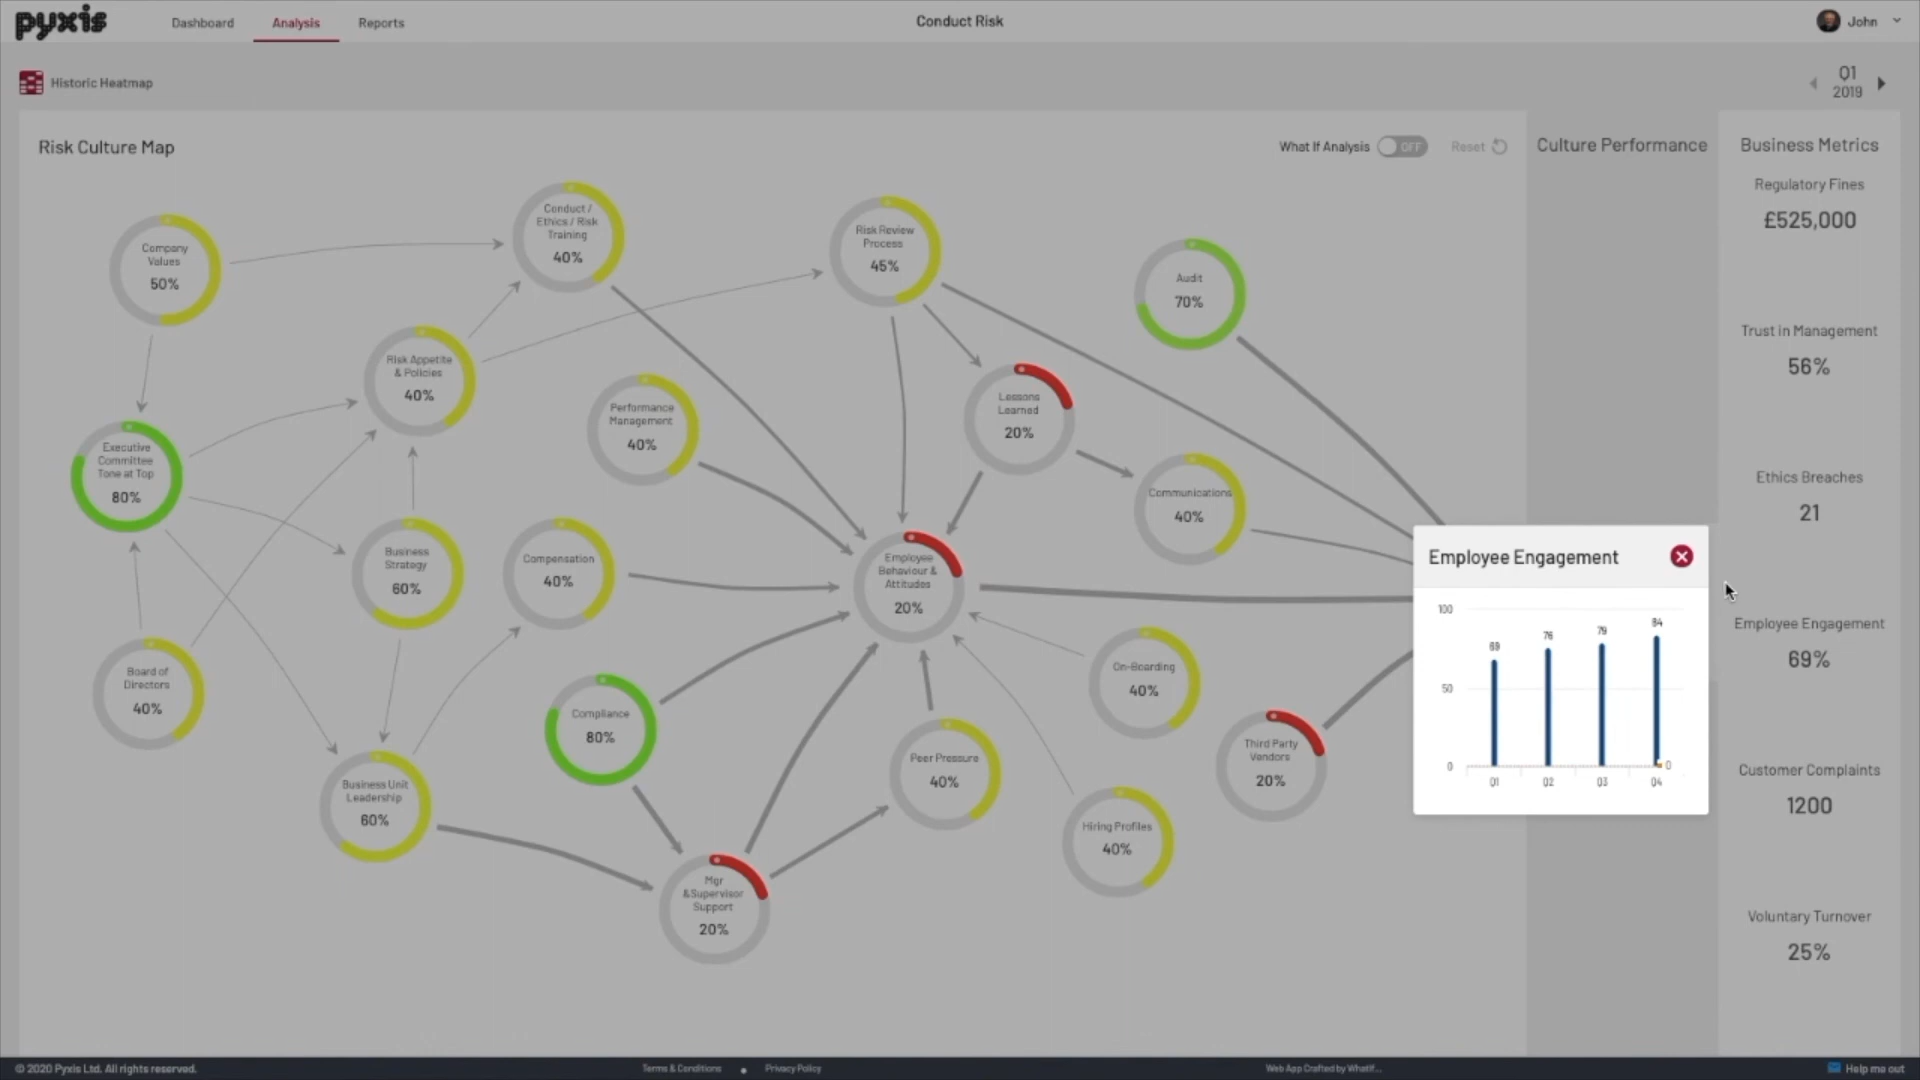 pyxis
Dashboard
Analysis
Reports
Conduct Risk
John
Historic Heatmap
Q1
2019
Risk Culture Map
What If Analysis
OFF
Reset
Culture Performance
Business Metrics
Regulatory Fines
£525,000
Trust in Management
56%
Ethics Breaches
21
Employee Engagement
69%
Customer Complaints
1200
Voluntary Turnover
25%
Company
Values
50%
Conduct /
Ethics / Risk
Training
40%
Risk Review
Process
45%
Audit
70%
Risk Appetite
& Policies
40%
Performance
Management
40%
Lessons
Learned
20%
Executive
Committee
Tone at Top
80%
Communications
40%
Business
Strategy
60%
Compensation
40%
Employee
Behaviour &
Attitudes
20%
Board of
Directors
40%
Compliance
80%
On-Boarding
40%
Peer Pressure
40%
Third Party
Vendors
20%
Business Unit
Leadership
60%
Hiring Profiles
40%
Mgr
&Supervisor
Support
20%
Employee Engagement
100
50
0
69
76
79
84
0
Q1
Q2
Q3
Q4
© 2020 Pyxis Ltd. All rights reserved.
Terms & Conditions
Privacy Policy
Web App Crafted by WhatIf...
Help me out